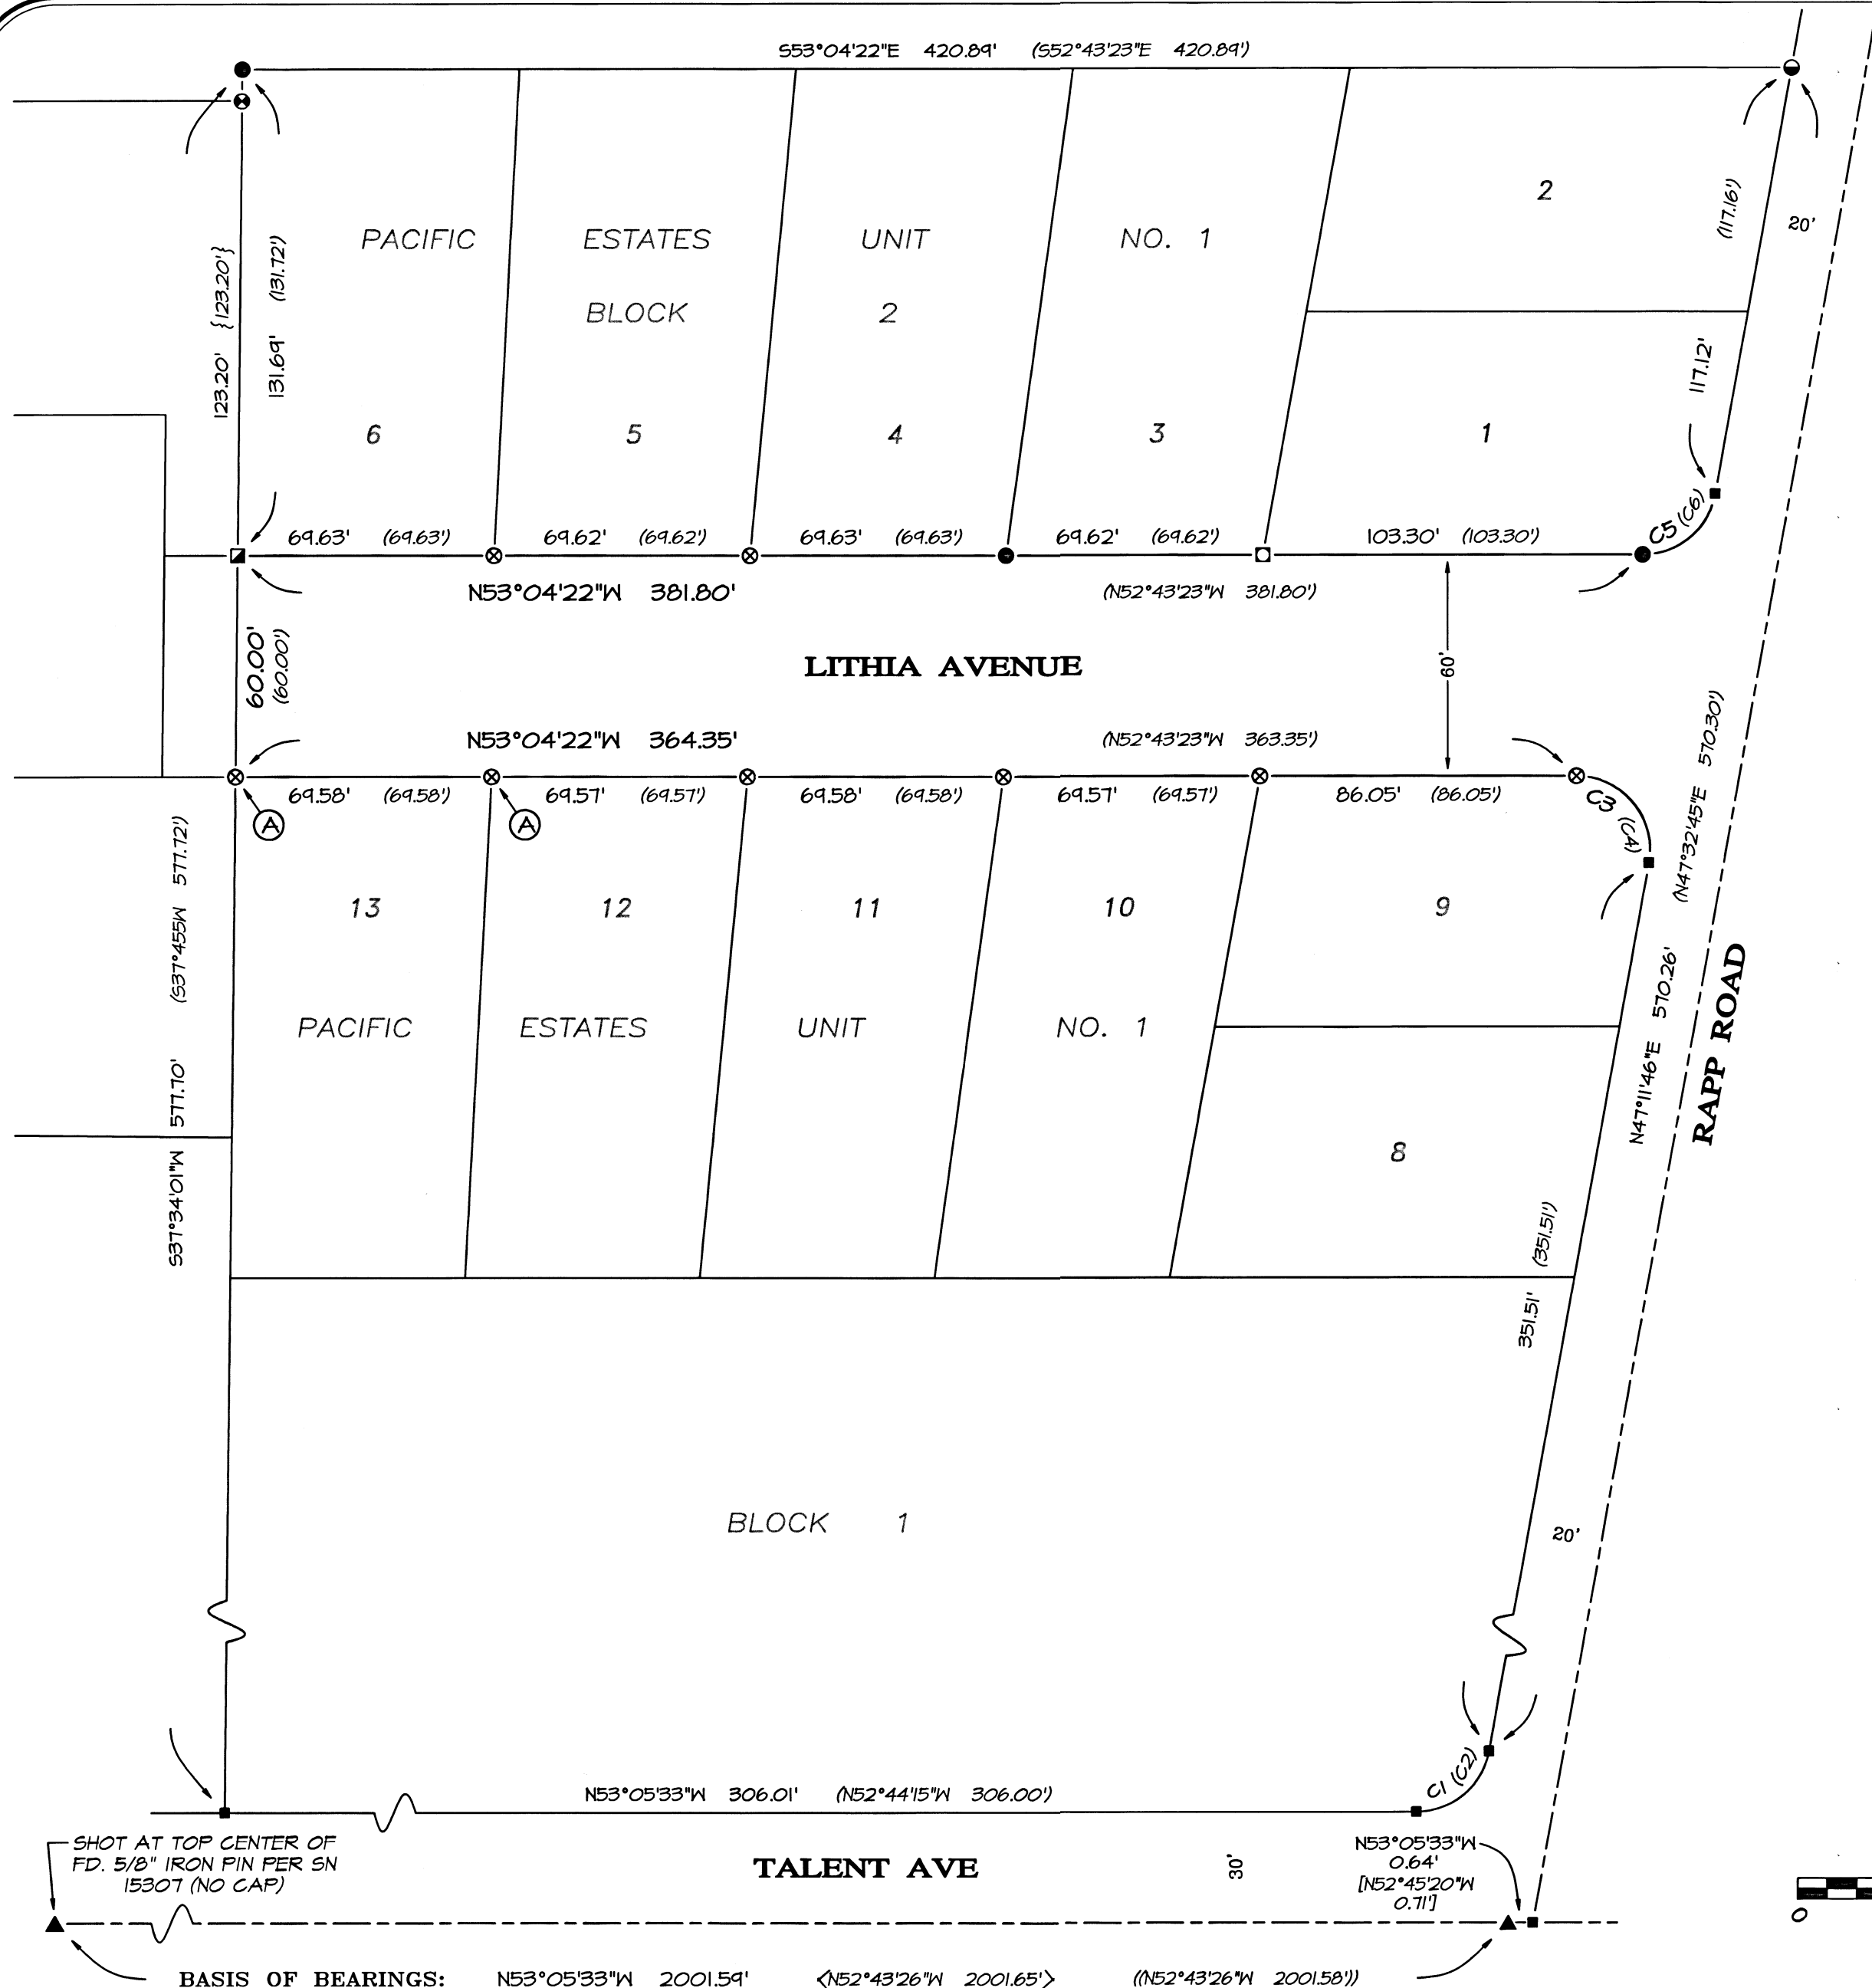 S53°04'22"E 420.89' (S52°43'23"E 420.89')
2
(117.16')
20'
PACIFIC ESTATES UNIT NO. 1
BLOCK 2
123.20' {123.20'}
131.69' (131.72')
117.12'
6 5 4 3 1
C5 (C6)
69.63' (69.63') 69.62' (69.62') 69.63' (69.63') 69.62' (69.62') 103.30' (103.30')
N53°04'22"W 381.80' (N52°43'23"W 381.80')
60.00'
(60.00')
LITHIA AVENUE
60'
N53°04'22"W 364.35' (N52°43'23"W 363.35')
69.58' (69.58') 69.57' (69.57') 69.58' (69.58') 69.57' (69.57') 86.05' (86.05')
A A
C3 (C4)
13 12 11 10 9
S37°34'01"W 577.70' (S37°455W 577.72')
N47°11'46"E 570.26' (N47°32'45"E 570.30')
RAPP ROAD
PACIFIC ESTATES UNIT NO. 1
8
351.51' (351.51')
BLOCK 1
20'
C1 (C2)
N53°05'33"W 306.01' (N52°44'15"W 306.00')
SHOT AT TOP CENTER OF
FD. 5/8" IRON PIN PER SN
15307 (NO CAP)
TALENT AVE
30'
N53°05'33"W
0.64'
[N52°45'20"W
0.71']
0
BASIS OF BEARINGS: N53°05'33"W 2001.59' <N52°43'26"W 2001.65'> ((N52°43'26"W 2001.58'))